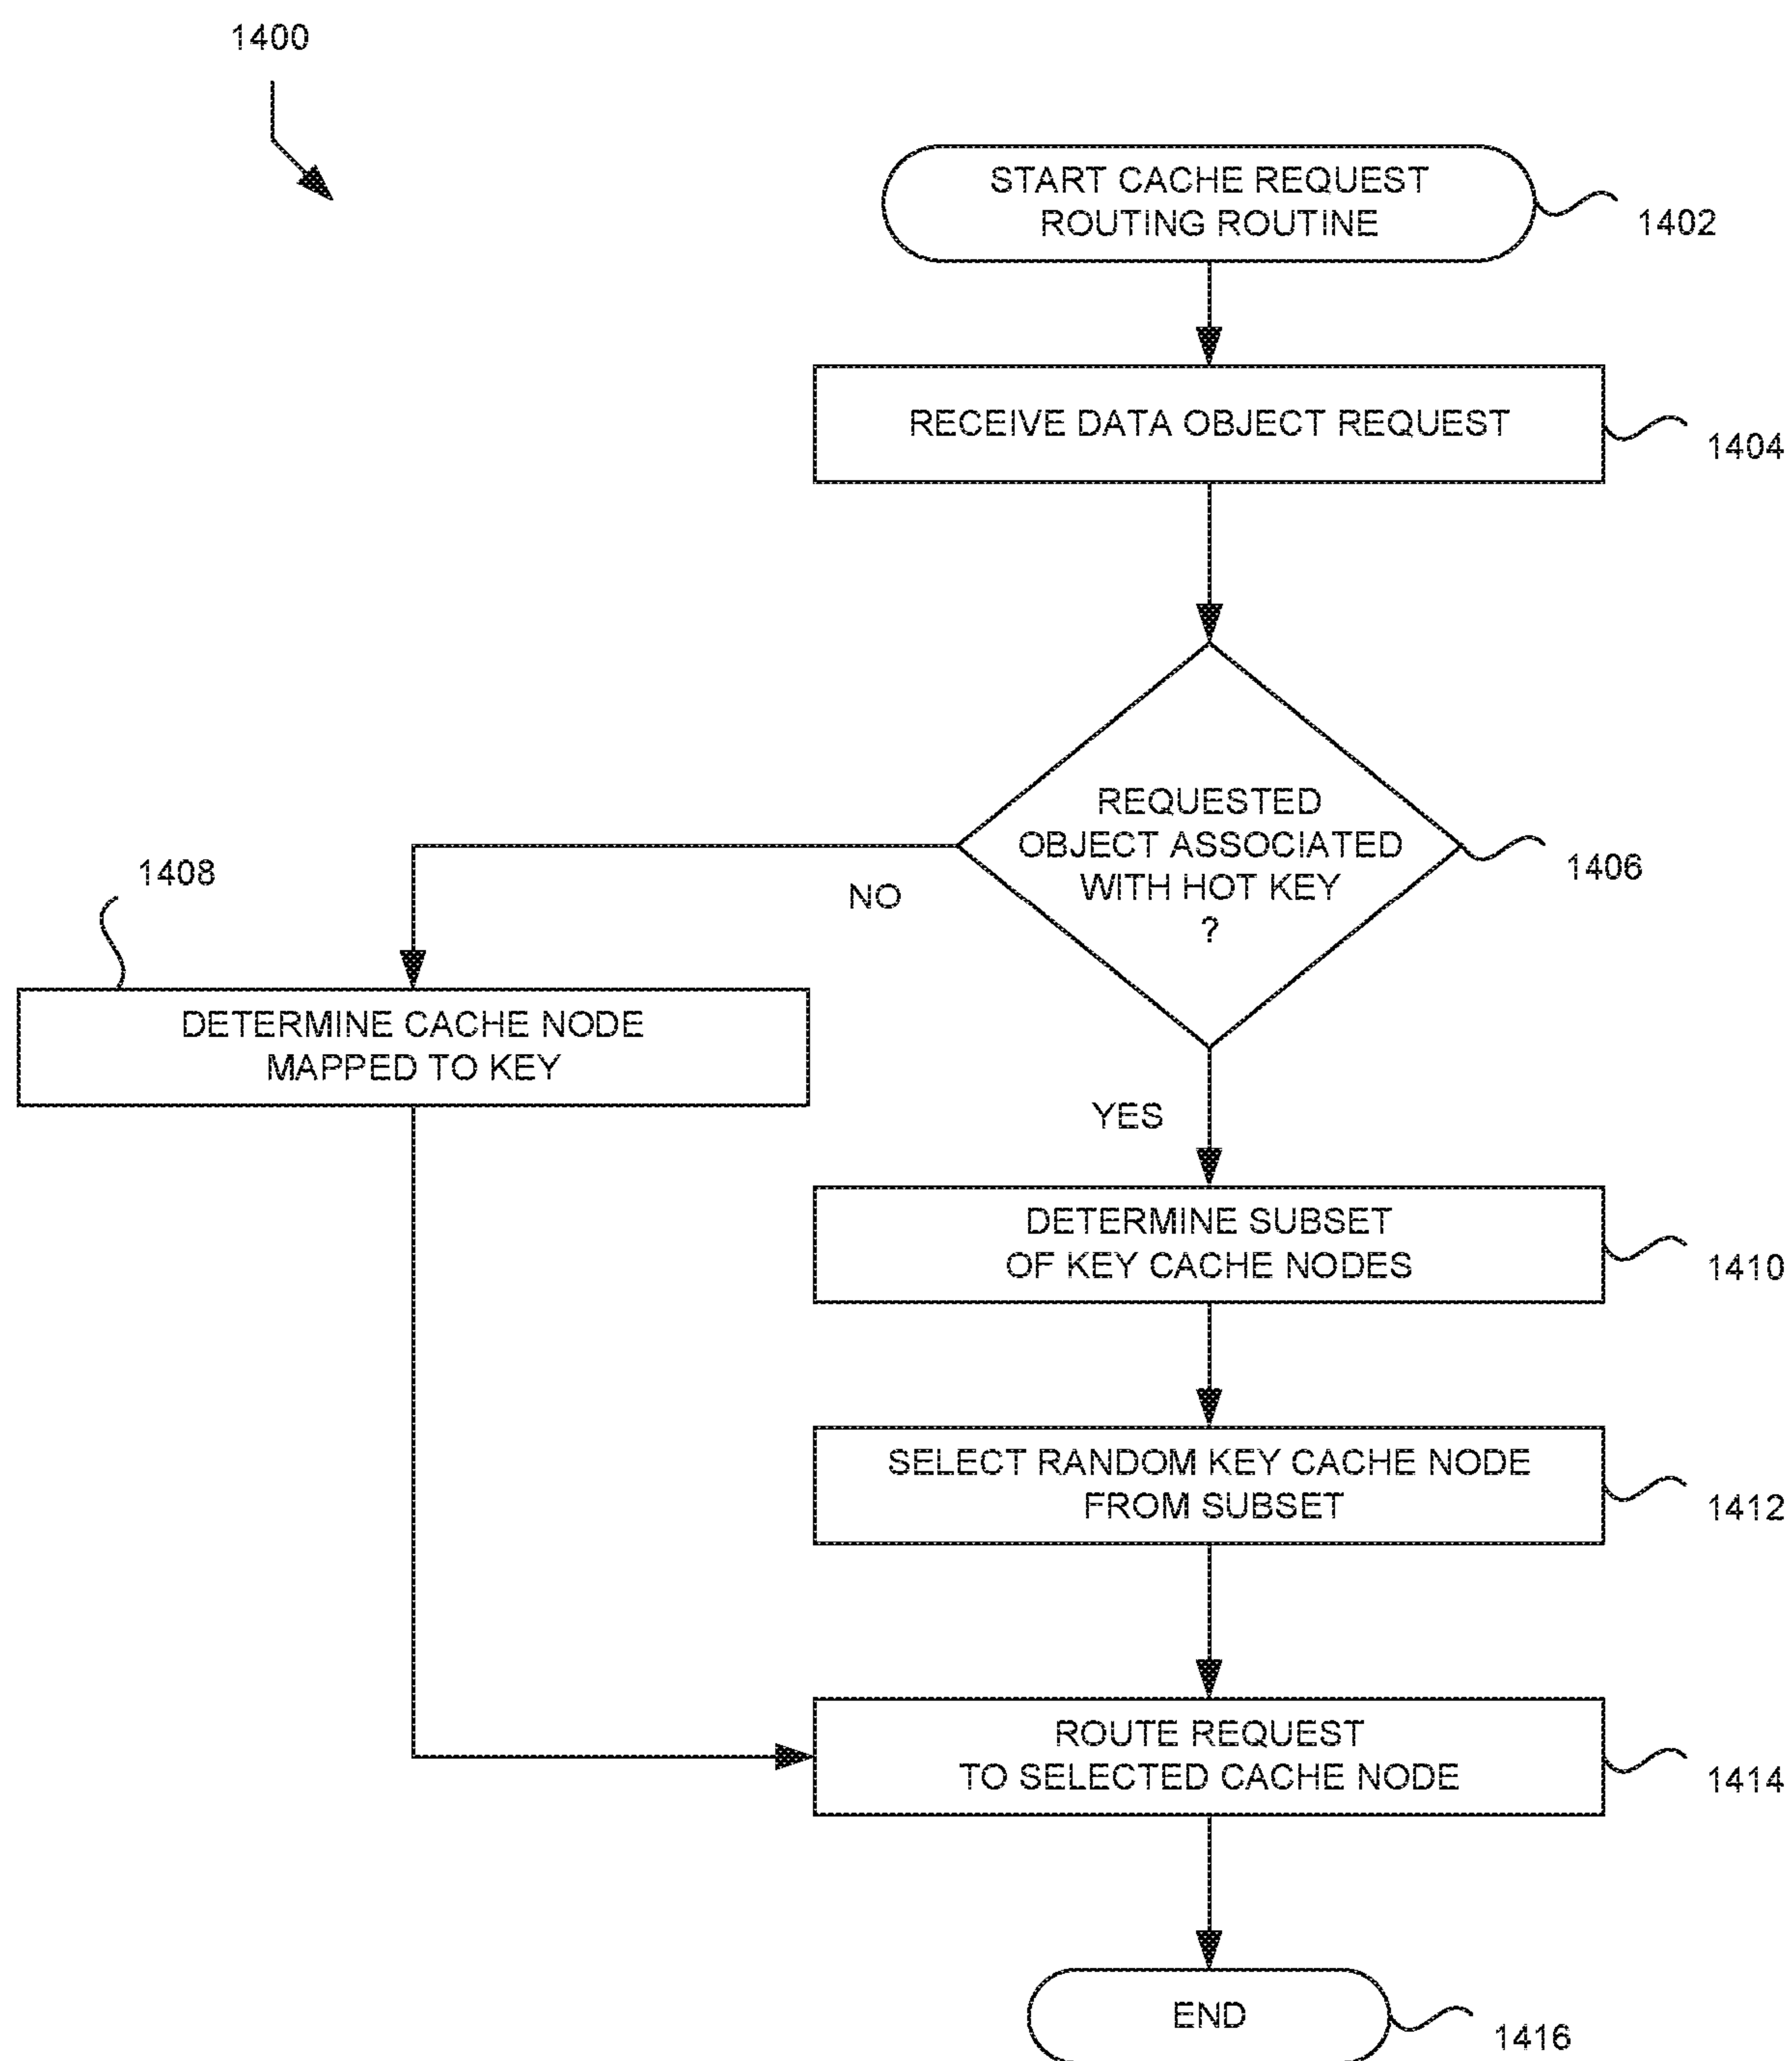 1400
START CACHE REQUEST
ROUTING ROUTINE
1402
RECEIVE DATA OBJECT REQUEST
1404
REQUESTED
OBJECT ASSOCIATED
WITH HOT KEY
?
1406
NO
1408
DETERMINE CACHE NODE
MAPPED TO KEY
YES
DETERMINE SUBSET
OF KEY CACHE NODES
1410
SELECT RANDOM KEY CACHE NODE
FROM SUBSET
1412
ROUTE REQUEST
TO SELECTED CACHE NODE
1414
END
1416